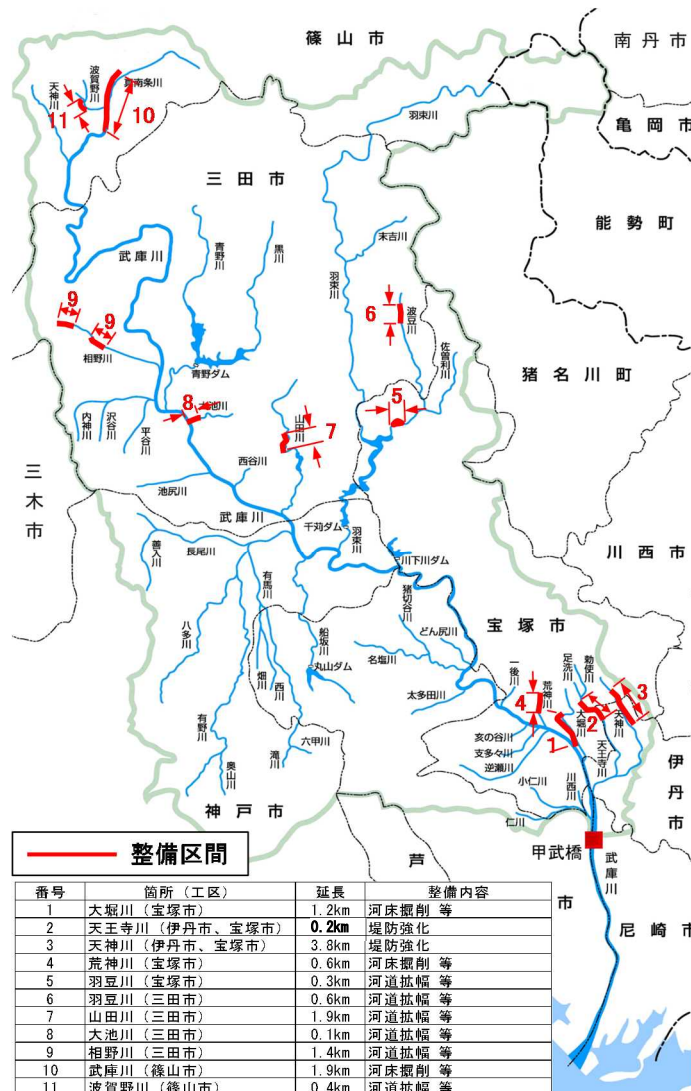 篠山市
南丹市
波賀野川
天神川
真南条川
11
10
羽束川
亀岡市
三田市
能勢町
末吉川
武庫川
青野川
黒川
羽束川
9
9
6
波豆川
佐曽利川
相野川
青野ダム
猪名川町
5
8
大池川
山田川
7
内神川
沢谷川
平谷川
西谷川
三木市
池尻川
武庫川
千苅ダム
羽束川
川西市
善入川
長尾川
川下川ダム
有馬川
猪切谷川
宝塚市
八多川
船坂川
どん尻川
名塩川
丸山ダム
一後川
足洗川
勅使川
畑川
西川
太多田川
4
荒神川
大堀川
2
天神川
3
有野川
六甲川
亥の谷川
1
天王寺川
支多々川
滝川
逆瀬川
奥山川
小仁川
川西川
伊丹市
神戸市
仁川
甲武橋
武庫川
芦
整備区間
市
尼崎市
番号 箇所（工区） 延長 整備内容
1 大堀川（宝塚市） 1.2km 河床掘削 等
2 天王寺川（伊丹市、宝塚市） 0.2km 堤防強化
3 天神川（伊丹市、宝塚市） 3.8km 堤防強化
4 荒神川（宝塚市） 0.6km 河床掘削 等
5 羽豆川（宝塚市） 0.3km 河道拡幅 等
6 羽豆川（三田市） 0.6km 河道拡幅 等
7 山田川（三田市） 1.9km 河道拡幅 等
8 大池川（三田市） 0.1km 河道拡幅 等
9 相野川（三田市） 1.4km 河道拡幅 等
10 武庫川（篠山市） 1.9km 河床掘削 等
11 波賀野川（篠山市） 0.4km 河道拡幅 等